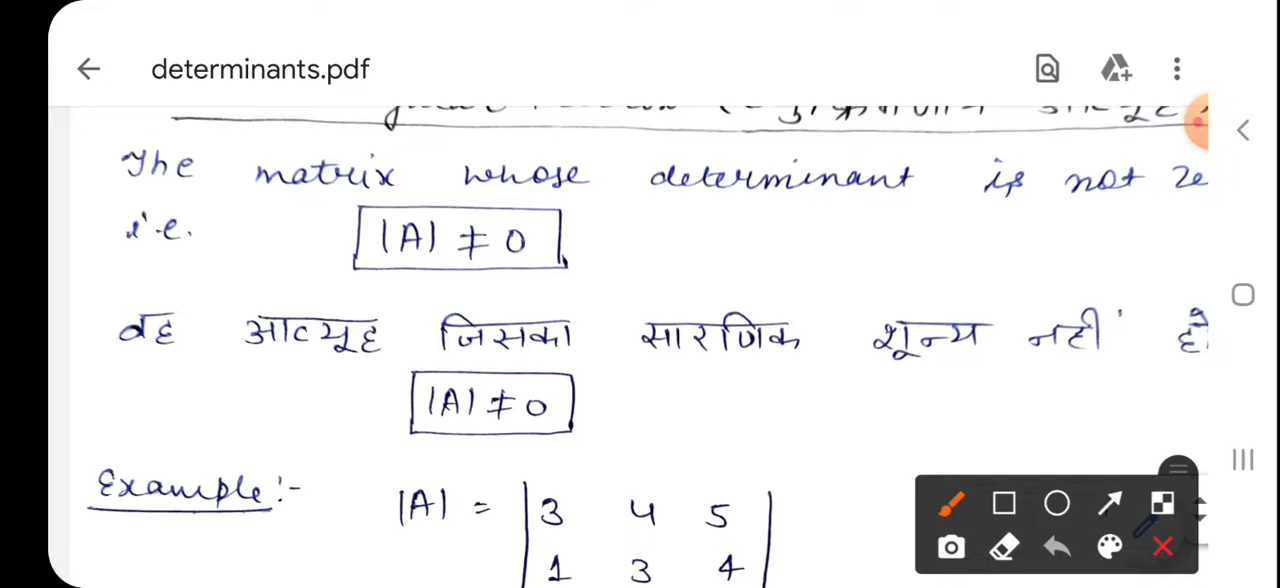 determinants.pdf
The matrix whose determinant is not ze
i.e. |A| ≠ 0
वह आव्यूह जिसका सारणिक शून्य नहीं है
|A| ≠ 0
Example:- |A| = | 3 4 5 |
1 3 4